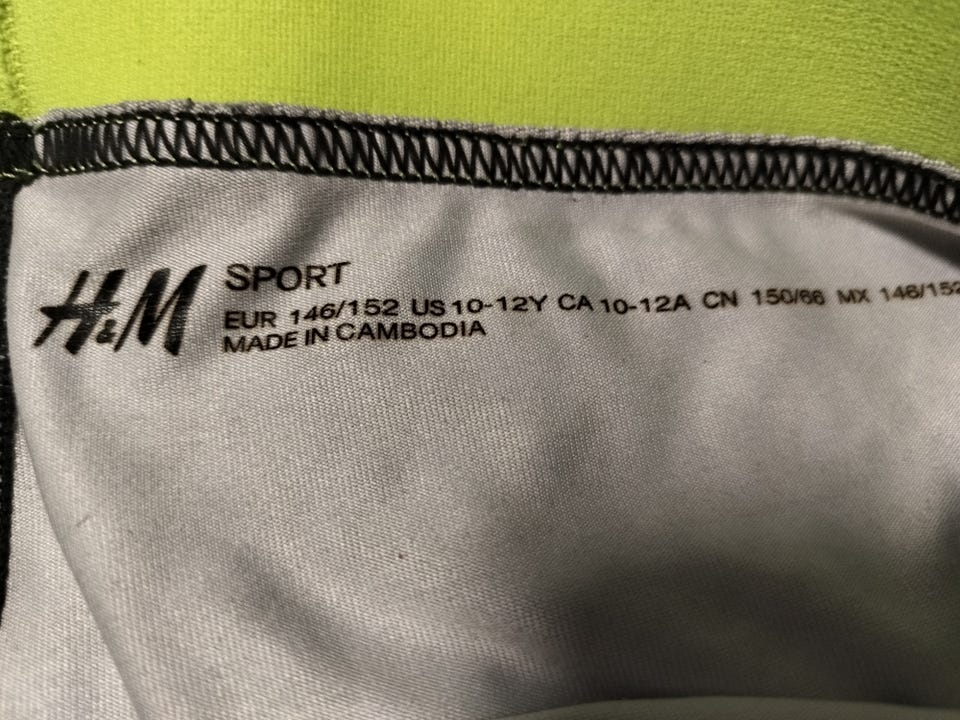 H&M
SPORT
EUR 146/152 US 10-12Y CA 10-12A CN 150/66 MX 146/152
MADE IN CAMBODIA